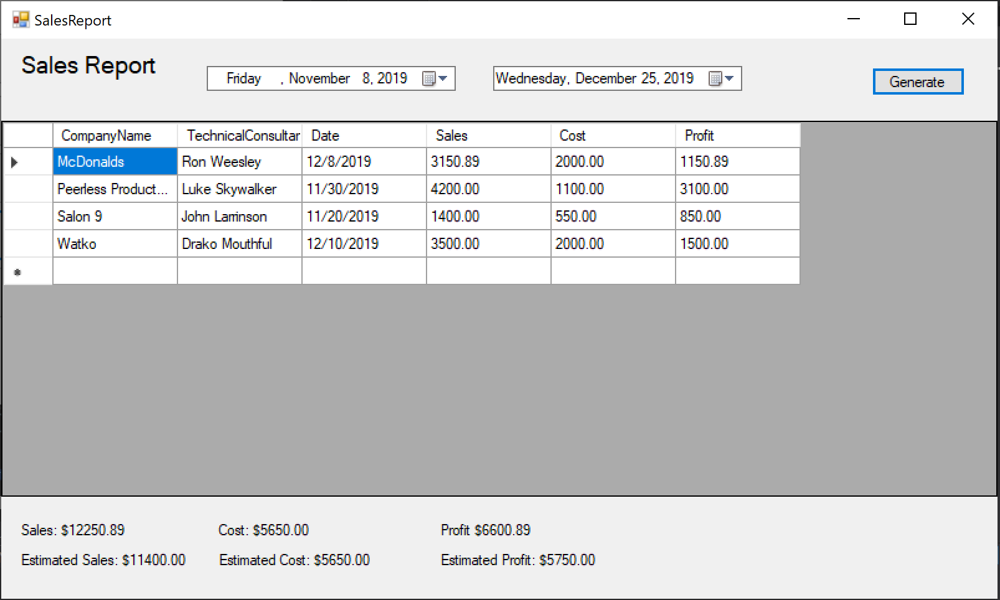 SalesReport
Sales Report
Friday , November 8, 2019
Wednesday, December 25, 2019
Generate
CompanyName TechnicalConsultar Date Sales Cost Profit
McDonalds Ron Weesley 12/8/2019 3150.89 2000.00 1150.89
Peerless Product... Luke Skywalker 11/30/2019 4200.00 1100.00 3100.00
Salon 9 John Larrinson 11/20/2019 1400.00 550.00 850.00
Watko Drako Mouthful 12/10/2019 3500.00 2000.00 1500.00
Sales: $12250.89 Cost: $5650.00 Profit $6600.89
Estimated Sales: $11400.00 Estimated Cost: $5650.00 Estimated Profit: $5750.00